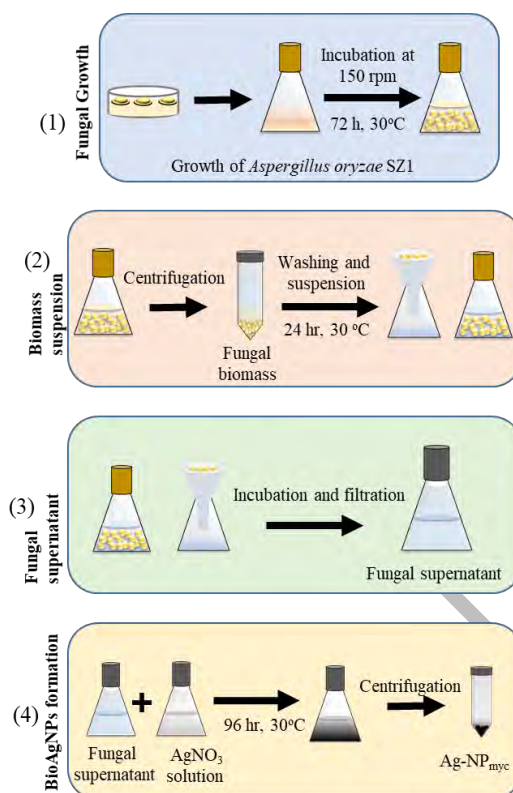 (1)
Fungal Growth
Incubation at
150 rpm
72 h, 30°C
Growth of Aspergillus oryzae SZ1
(2)
Biomass
suspension
Centrifugation
Fungal
biomass
Washing and
suspension
24 hr, 30 °C
(3)
Fungal
supernatant
Incubation and filtration
Fungal supernatant
(4)
BioAgNPs formation
Fungal
supernatant
+
AgNO3
solution
96 hr, 30°C
Centrifugation
Ag-NPmyc